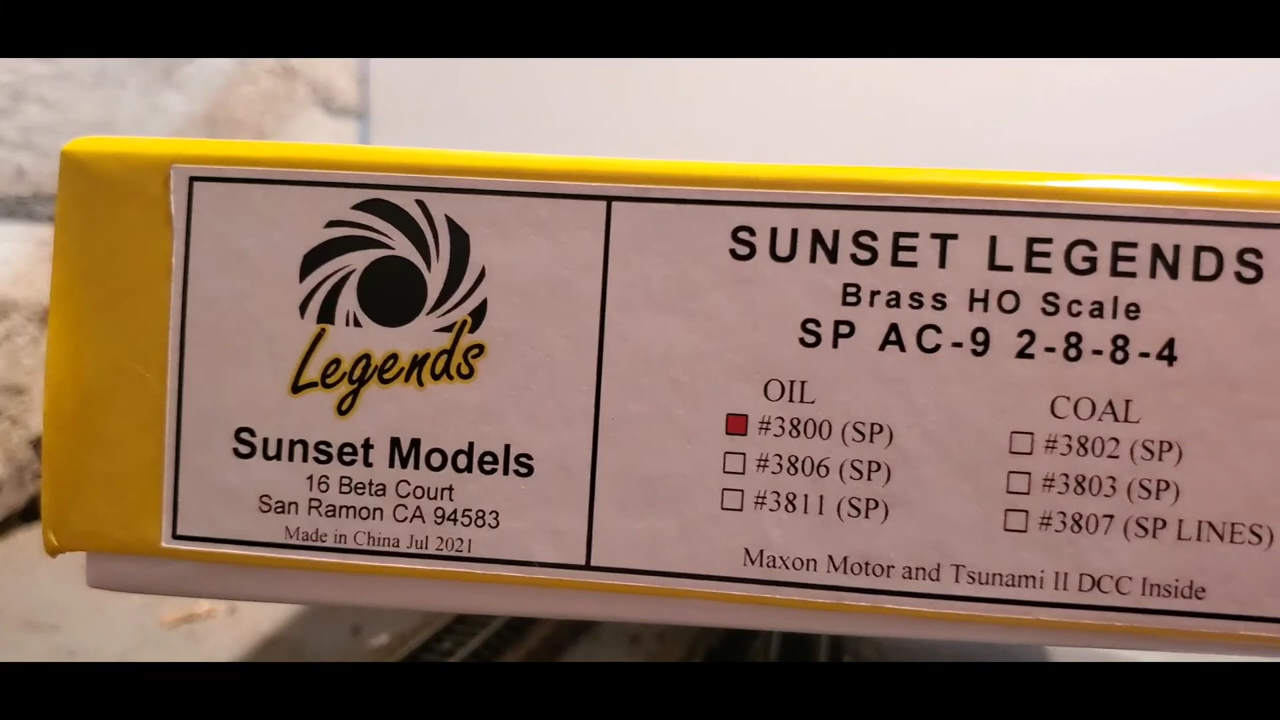 Legends
Sunset Models
16 Beta Court
San Ramon CA 94583
Made in China Jul 2021
SUNSET LEGENDS
Brass HO Scale
SP AC-9 2-8-8-4
OIL
#3800 (SP)
#3806 (SP)
#3811 (SP)
COAL
#3802 (SP)
#3803 (SP)
#3807 (SP LINES)
Maxon Motor and Tsunami II DCC Inside